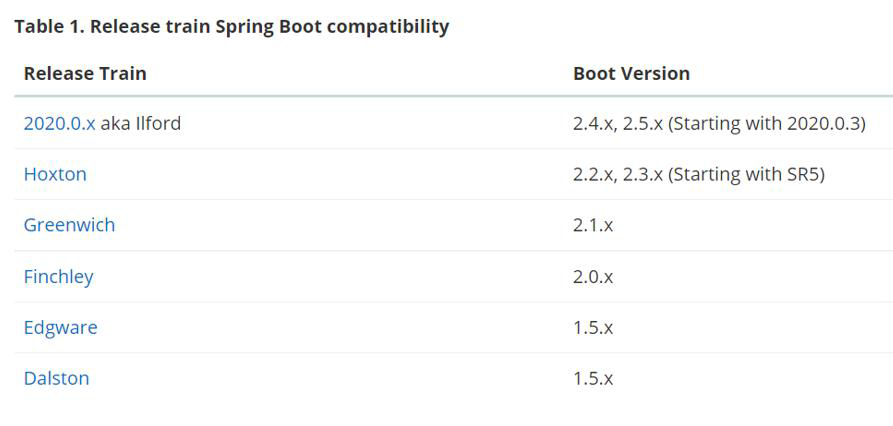 Table 1. Release train Spring Boot compatibility
Release Train Boot Version
2020.0.x aka Ilford 2.4.x, 2.5.x (Starting with 2020.0.3)
Hoxton 2.2.x, 2.3.x (Starting with SR5)
Greenwich 2.1.x
Finchley 2.0.x
Edgware 1.5.x
Dalston 1.5.x